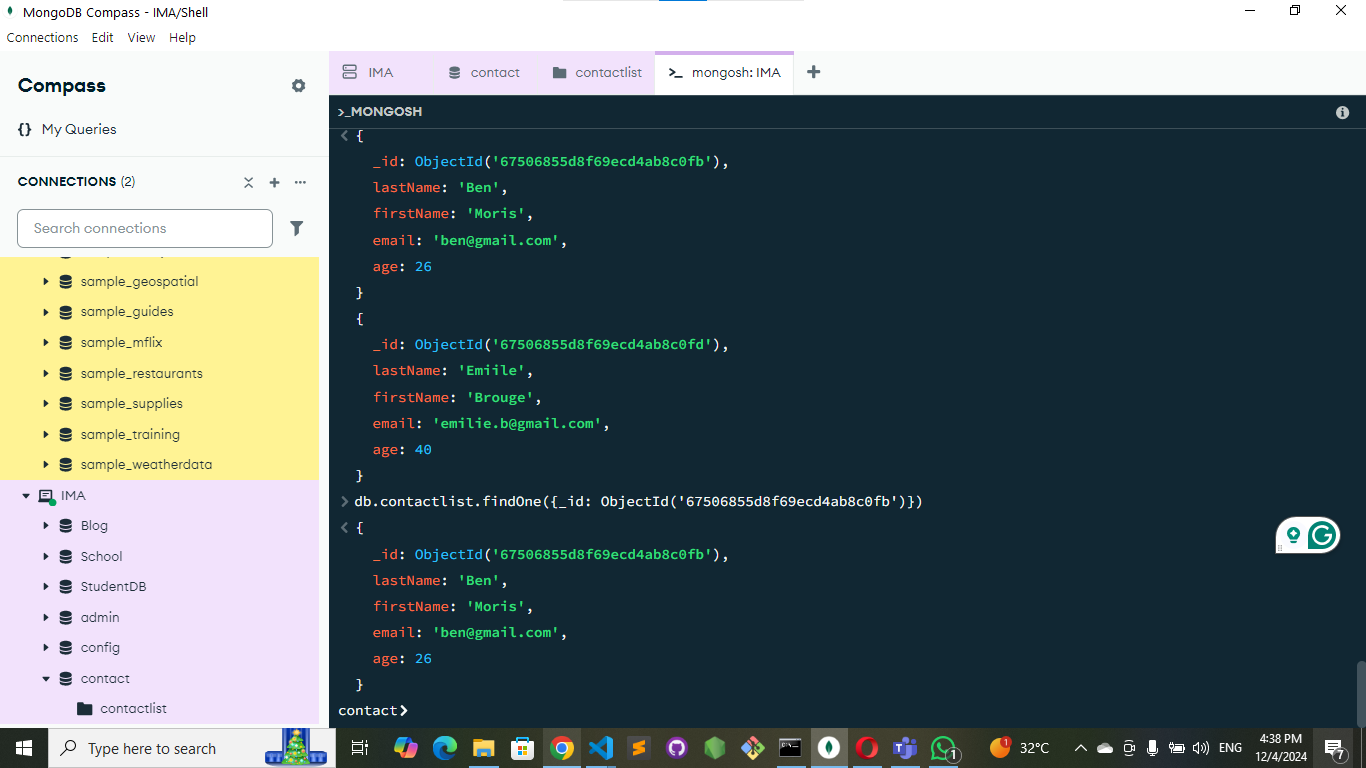 MongoDB Compass - IMA/Shell
Connections Edit View Help
Compass
My Queries
CONNECTIONS (2)
Search connections
sample_geospatial
sample_guides
sample_mflix
sample_restaurants
sample_supplies
sample_training
sample_weatherdata
IMA
Blog
School
StudentDB
admin
config
contact
contactlist
IMA contact contactlist >_ mongosh: IMA
>_MONGOSH
{
_id: ObjectId('67506855d8f69ecd4ab8c0fb'),
lastName: 'Ben',
firstName: 'Moris',
email: 'ben@gmail.com',
age: 26
}
{
_id: ObjectId('67506855d8f69ecd4ab8c0fd'),
lastName: 'Emiile',
firstName: 'Brouge',
email: 'emilie.b@gmail.com',
age: 40
}
db.contactlist.findOne({_id: ObjectId('67506855d8f69ecd4ab8c0fb')})
{
_id: ObjectId('67506855d8f69ecd4ab8c0fb'),
lastName: 'Ben',
firstName: 'Moris',
email: 'ben@gmail.com',
age: 26
}
contact>
Type here to search
1
1
32°C
ENG
4:38 PM
12/4/2024
7